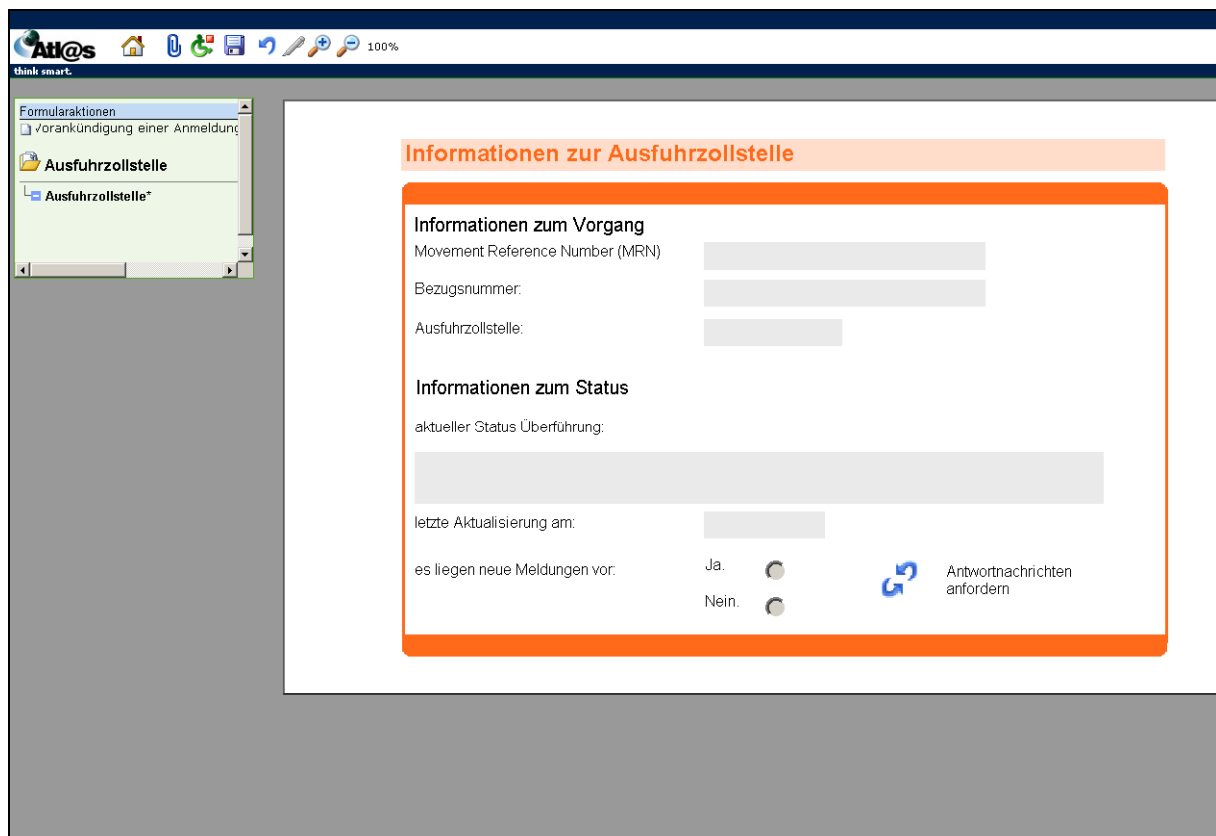 Atl@s
100%
think smart.
Formularaktionen
Vorankündigung einer Anmeldung
Ausfuhrzollstelle
Ausfuhrzollstelle*
Informationen zur Ausfuhrzollstelle
Informationen zum Vorgang
Movement Reference Number (MRN)
Bezugsnummer:
Ausfuhrzollstelle:
Informationen zum Status
aktueller Status Überführung:
letzte Aktualisierung am:
es liegen neue Meldungen vor:
Ja.
Nein.
Antwortnachrichten
anfordern